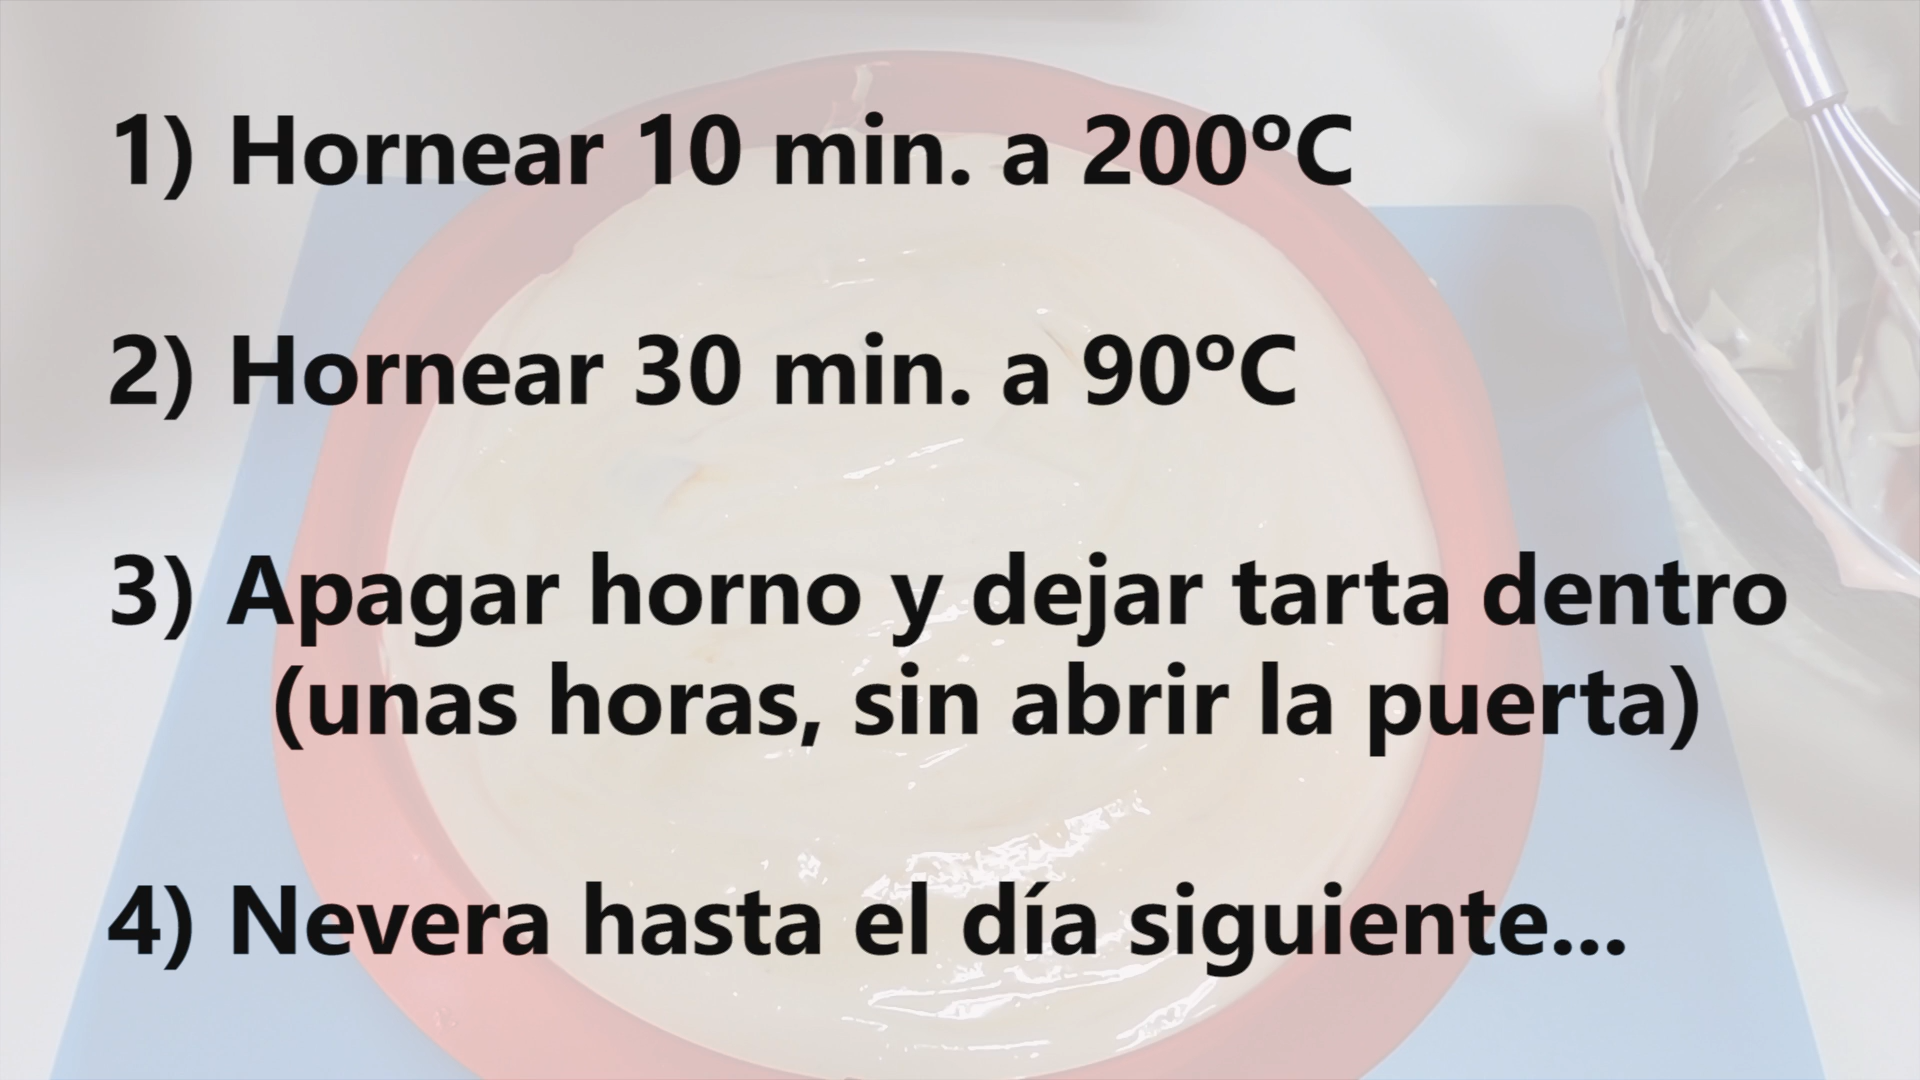 1) Hornear 10 min. a 200ºC
2) Hornear 30 min. a 90ºC
3) Apagar horno y dejar tarta dentro
(unas horas, sin abrir la puerta)
4) Nevera hasta el día siguiente...